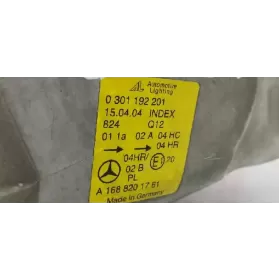 Automotive
Lighting
0 301 192 201
15.04.04 INDEX
824 Q12
01 1a 02 A 04 HC
→ → 04 HR
04HR/ E1 20
02 B
PL
A 168 820 17 61
Made in Germany